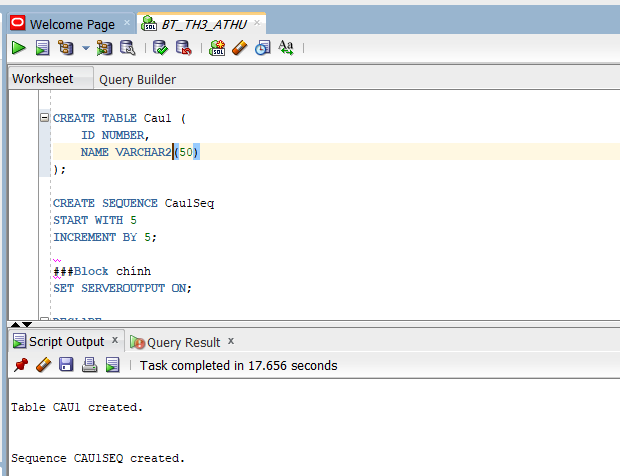 Welcome Page
BT_TH3_ATHU
Worksheet
Query Builder
CREATE TABLE Cau1 (
ID NUMBER,
NAME VARCHAR2(50)
);
CREATE SEQUENCE Cau1Seq
START WITH 5
INCREMENT BY 5;
###Block chính
SET SERVEROUTPUT ON;
Script Output x
Query Result x
Task completed in 17.656 seconds
Table CAU1 created.
Sequence CAU1SEQ created.